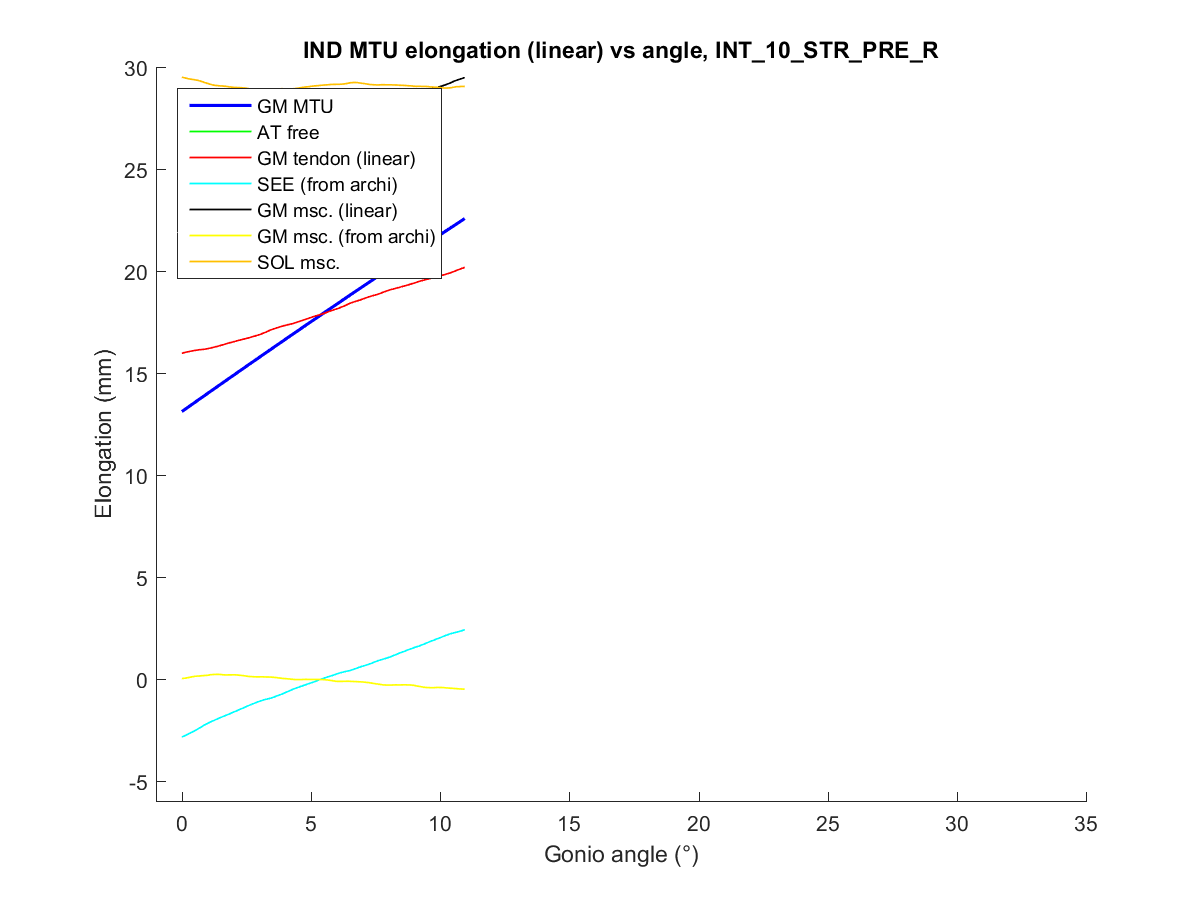 IND MTU elongation (linear) vs angle, INT_10_STR_PRE_R
30
25
20
15
10
5
0
-5
Elongation (mm)
GM MTU
AT free
GM tendon (linear)
SEE (from archi)
GM msc. (linear)
GM msc. (from archi)
SOL msc.
0 5 10 15 20 25 30 35
Gonio angle (°)